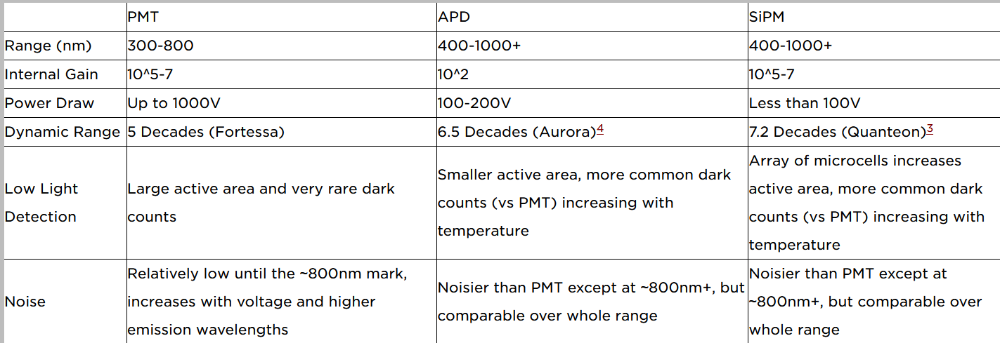 PMT APD SiPM
Range (nm) 300-800 400-1000+ 400-1000+
Internal Gain 10^5-7 10^2 10^5-7
Power Draw Up to 1000V 100-200V Less than 100V
Dynamic Range 5 Decades (Fortessa) 6.5 Decades (Aurora)4 7.2 Decades (Quanteon)3
Low Light
Detection
Large active area and very rare dark
counts
Smaller active area, more common dark
counts (vs PMT) increasing with
temperature
Array of microcells increases
active area, more common dark
counts (vs PMT) increasing with
temperature
Noise
Relatively low until the ~800nm mark,
increases with voltage and higher
emission wavelengths
Noisier than PMT except at ~800nm+, but
comparable over whole range
Noisier than PMT except at
~800nm+, but comparable over
whole range